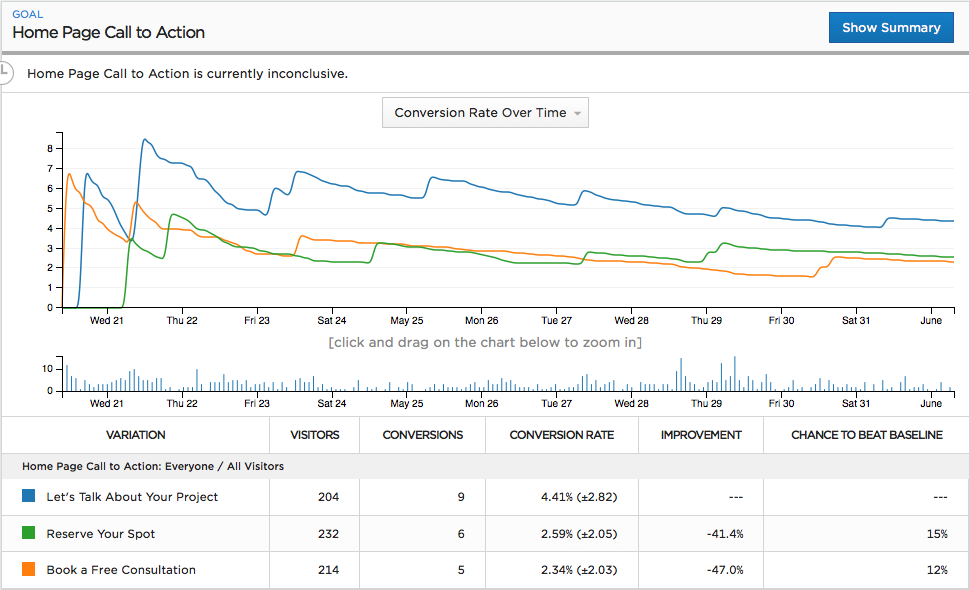 GOAL
Home Page Call to Action
Show Summary
Home Page Call to Action is currently inconclusive.
Conversion Rate Over Time
8
7
6
5
4
3
2
1
0
Wed 21 Thu 22 Fri 23 Sat 24 May 25 Mon 26 Tue 27 Wed 28 Thu 29 Fri 30 Sat 31 June
[click and drag on the chart below to zoom in]
10
0
Wed 21 Thu 22 Fri 23 Sat 24 May 25 Mon 26 Tue 27 Wed 28 Thu 29 Fri 30 Sat 31 June
VARIATION VISITORS CONVERSIONS CONVERSION RATE IMPROVEMENT CHANCE TO BEAT BASELINE
Home Page Call to Action: Everyone / All Visitors
Let's Talk About Your Project 204 9 4.41% (±2.82) --- ---
Reserve Your Spot 232 6 2.59% (±2.05) -41.4% 15%
Book a Free Consultation 214 5 2.34% (±2.03) -47.0% 12%